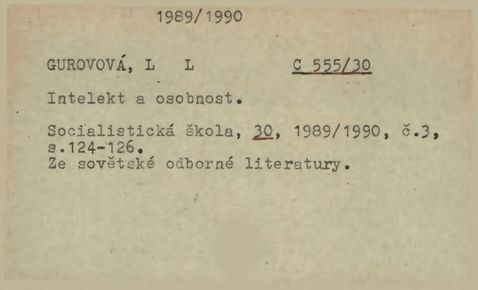 1989/1990
GUROVOVÁ, L L C 555/30
Intelekt a osobnost.
Socialistická škola, 30, 1989/1990, č.3,
s.124-126.
Ze sovětské odborné literatury.